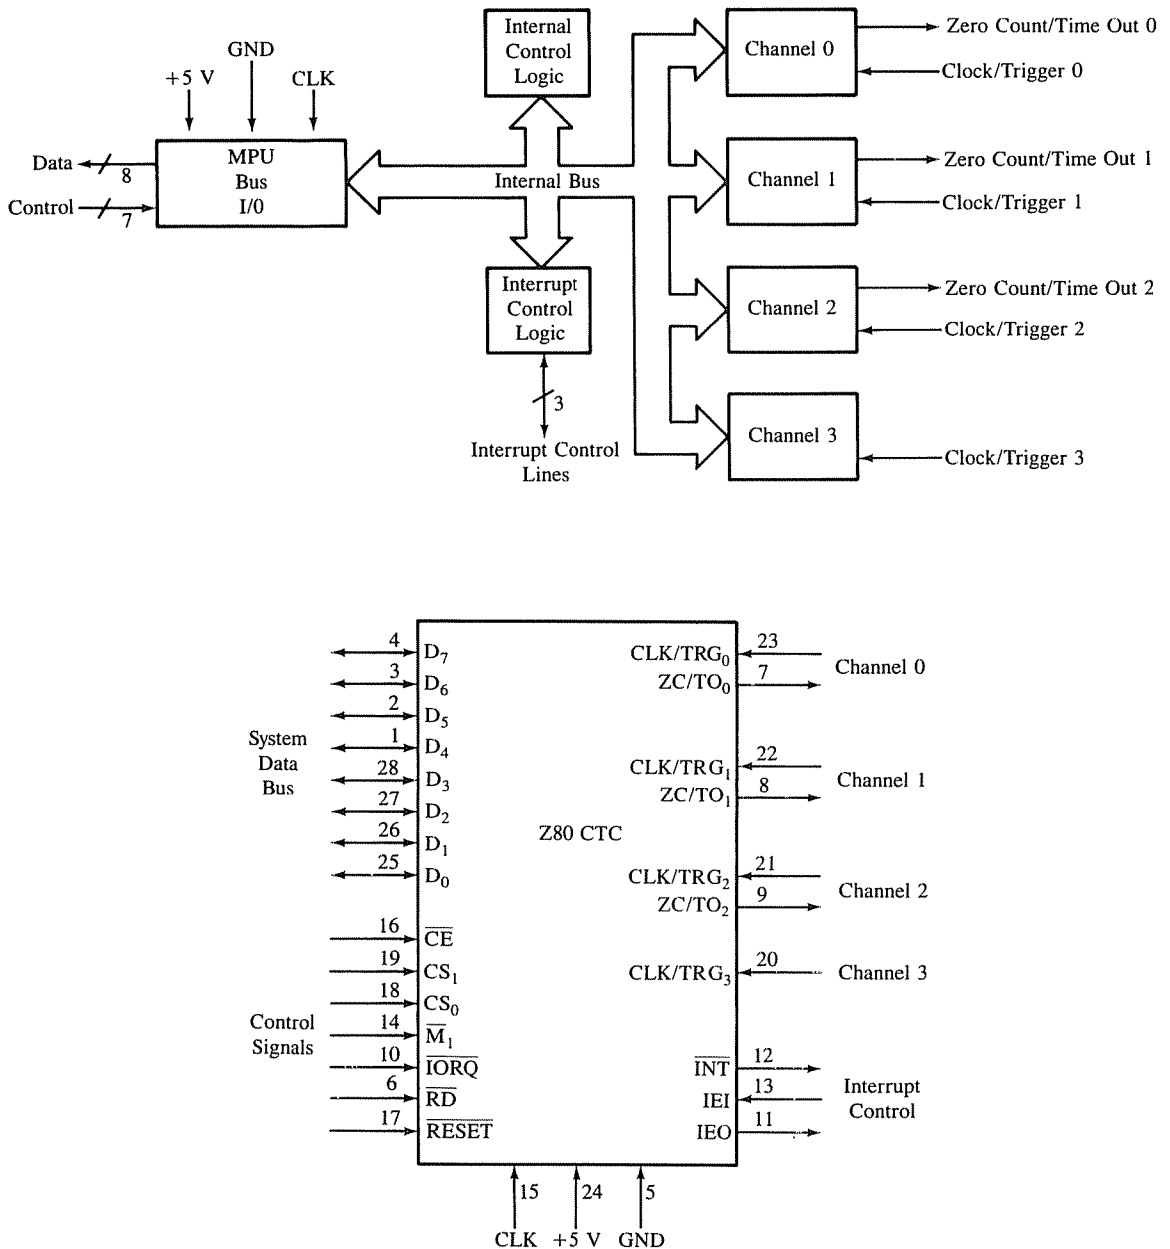 Internal
Control
Logic
GND
+5 V
CLK
Data
8
Control
7
MPU
Bus
I/0
Internal Bus
Interrupt
Control
Logic
3
Interrupt Control
Lines
Channel 0
Zero Count/Time Out 0
Clock/Trigger 0
Channel 1
Zero Count/Time Out 1
Clock/Trigger 1
Channel 2
Zero Count/Time Out 2
Clock/Trigger 2
Channel 3
Clock/Trigger 3
System
Data
Bus
4 D7
3 D6
2 D5
1 D4
28 D3
27 D2
26 D1
25 D0
Control
Signals
16 C̅E̅
19 CS1
18 CS0
14 M̅1
10 I̅O̅R̅Q̅
6 R̅D̅
17 R̅E̅S̅E̅T̅
Z80 CTC
CLK/TRG0 23
ZC/TO0 7
Channel 0
CLK/TRG1 22
ZC/TO1 8
Channel 1
CLK/TRG2 21
ZC/TO2 9
Channel 2
CLK/TRG3 20
Channel 3
I̅N̅T̅ 12
IEI 13
IEO 11
Interrupt
Control
15 24 5
CLK +5 V GND